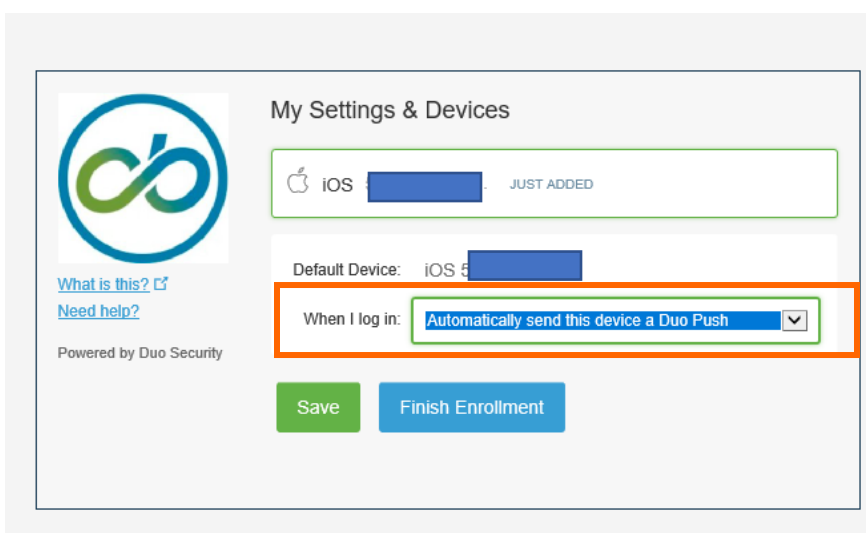 My Settings & Devices
iOS
JUST ADDED
What is this?
Need help?
Powered by Duo Security
Default Device: iOS 5
When I log in: Automatically send this device a Duo Push
Save
Finish Enrollment